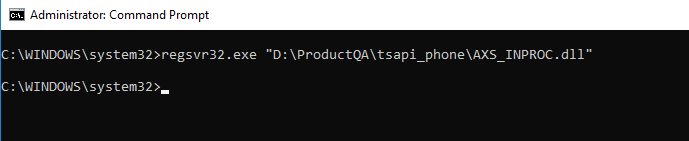 Administrator: Command Prompt
C:\WINDOWS\system32>regsvr32.exe "D:\ProductQA\tsapi_phone\AXS_INPROC.dll"
C:\WINDOWS\system32>